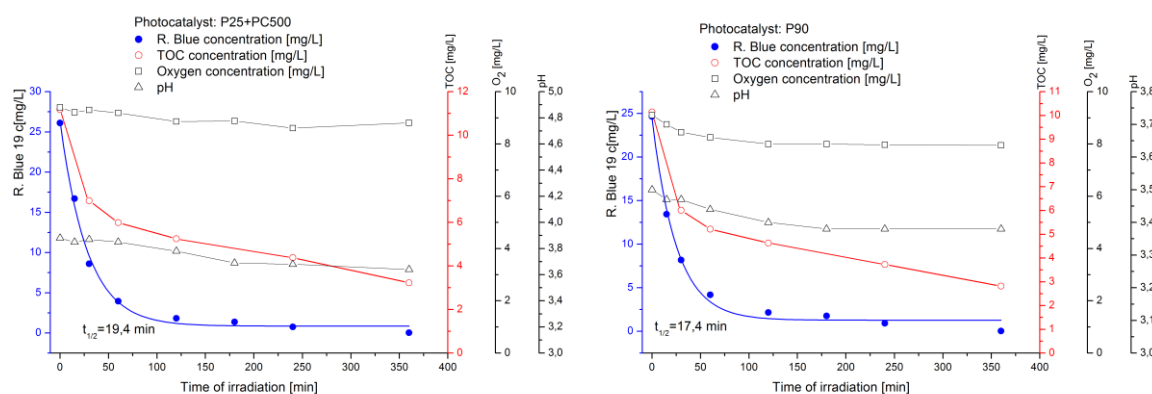 Photocatalyst: P25+PC500
R. Blue concentration [mg/L]
TOC concentration [mg/L]
Oxygen concentration [mg/L]
pH
TOC [mg/L]
O2 [mg/L]
pH
R. Blue 19 c[mg/L]
30
25
20
15
10
5
0
12
10
8
6
4
2
0
10
8
6
4
2
0
5,0
4,8
4,6
4,4
4,2
4,0
3,8
3,6
3,4
3,2
3,0
t1/2=19,4 min
0 50 100 150 200 250 300 350 400
Time of irradiation [min]
Photocatalyst: P90
R. Blue concentration [mg/L]
TOC concentration [mg/L]
Oxygen concentration [mg/L]
pH
TOC [mg/L]
O2 [mg/L]
pH
R. Blue 19 c[mg/L]
25
20
15
10
5
0
11
10
9
8
7
6
5
4
3
2
1
0
10
8
6
4
2
0
3,8
3,7
3,6
3,5
3,4
3,3
3,2
3,1
3,0
t1/2=17,4 min
0 50 100 150 200 250 300 350 400
Time of irradiation [min]